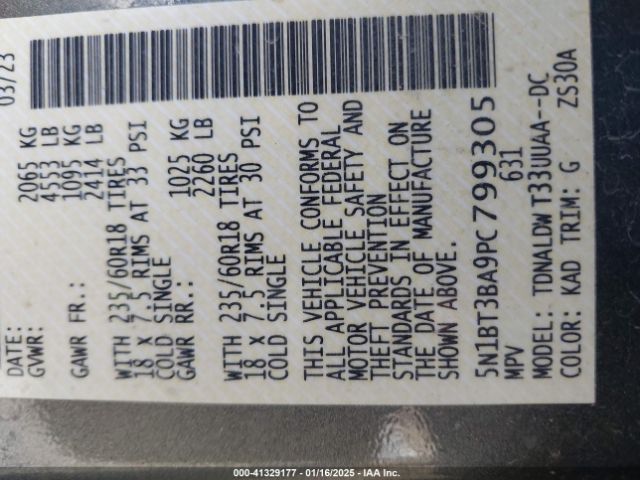 DATE: 03/23
GVWR: 2065 KG
4553 LB
GAWR FR.: 1095 KG
2414 LB
WITH 235/60R18 TIRES
18 X 7.5 RIMS AT 33 PSI
COLD SINGLE
GAWR RR.: 1025 KG
2260 LB
WITH 235/60R18 TIRES
18 X 7.5 RIMS AT 30 PSI
COLD SINGLE
THIS VEHICLE CONFORMS TO
ALL APPLICABLE FEDERAL
MOTOR VEHICLE SAFETY AND
THEFT PREVENTION
STANDARDS IN EFFECT ON
THE DATE OF MANUFACTURE
SHOWN ABOVE.
5N1BT3BA9PC799305
MPV 631
MODEL: TDNALDW T33UUAA--DC
COLOR: KAD TRIM: G ZS30A
000-41329177 - 01/16/2025 - IAA Inc.